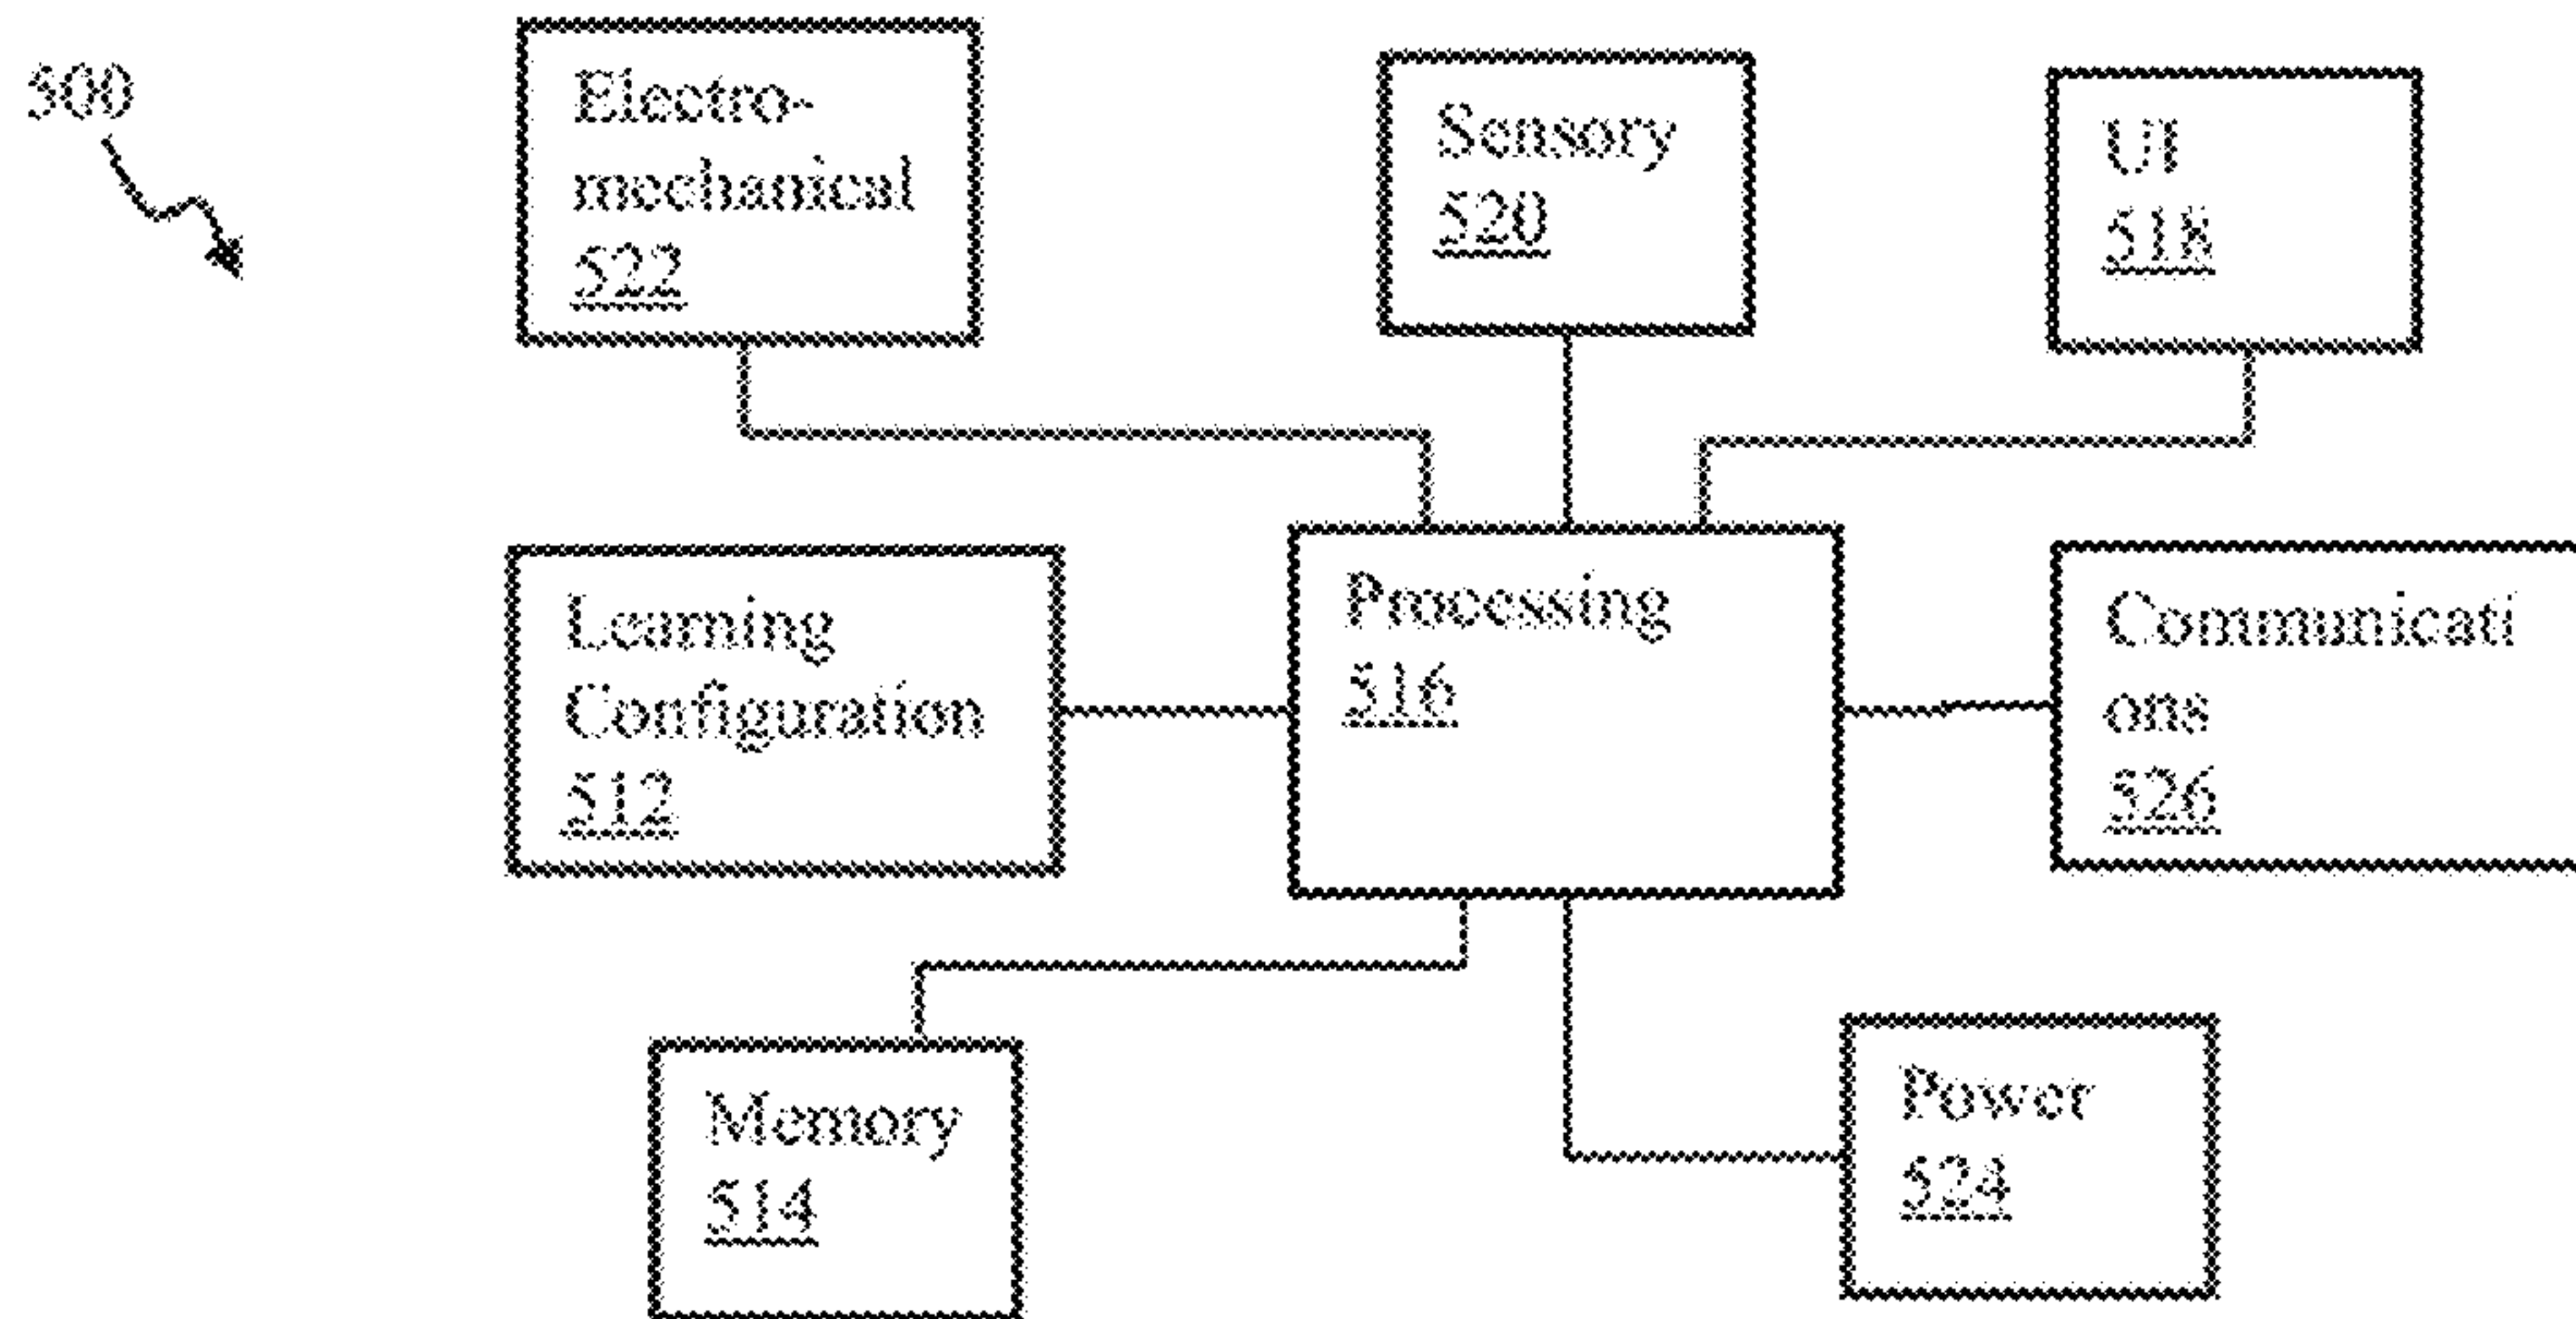 500
Electro-
mechanical
522
Sensory
520
UI
518
Learning
Configuration
512
Processing
516
Communicati
ons
526
Memory
514
Power
524